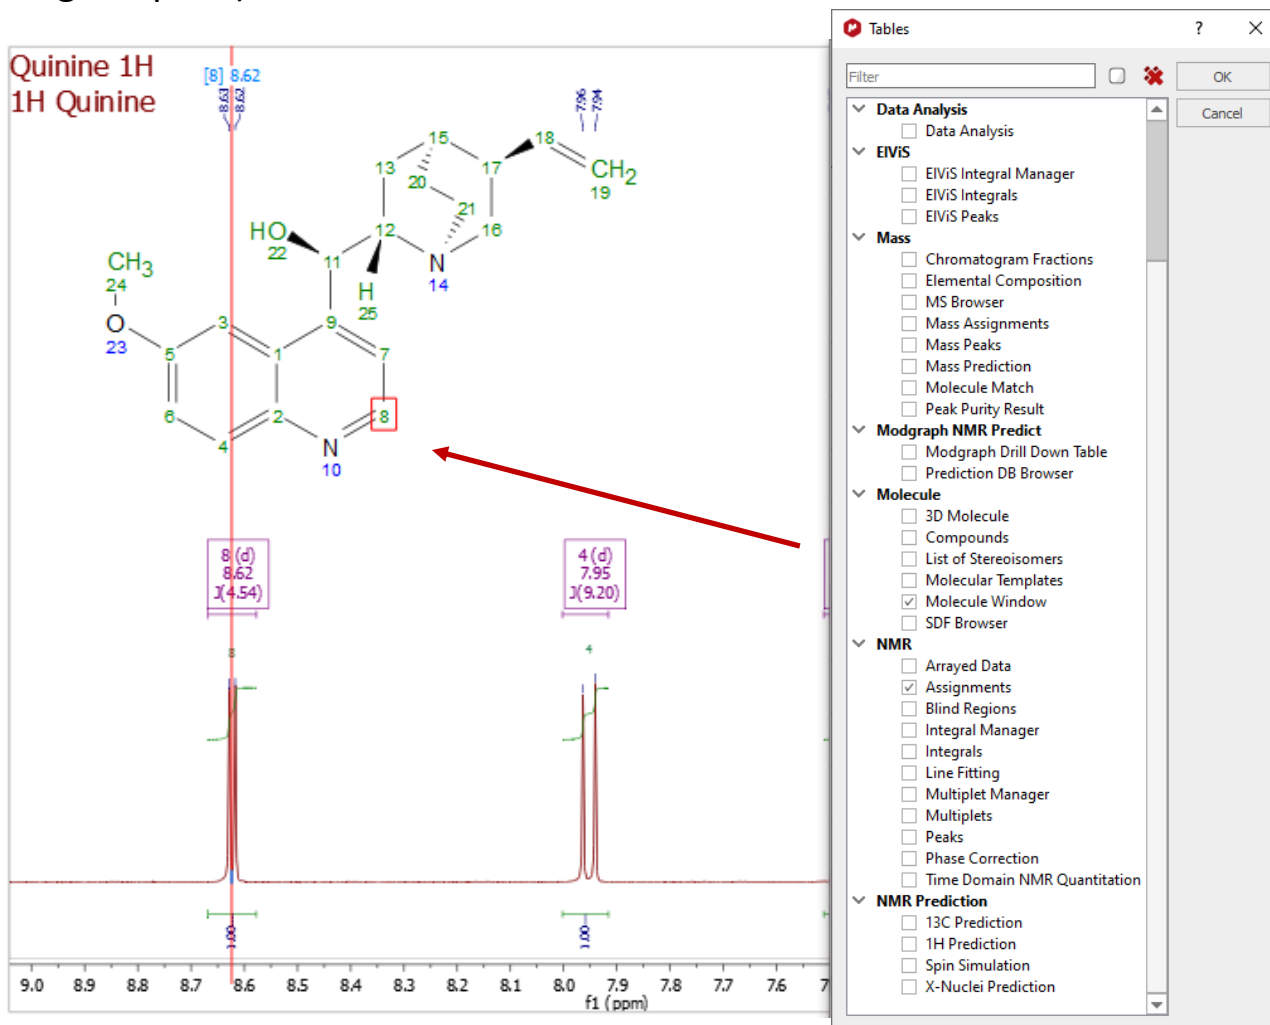 Quinine 1H
1H Quinine
[8] 8.62
8.63
8.62
7.96
7.94
15
18
13
17
CH2
19
20
21
HO
22
12
16
11
N
14
CH3
24
H
25
O
23
3
9
5
1
7
6
2
8
4
N
10
8 (d)
8.62
J(4.54)
4 (d)
7.95
J(9.20)
8
4
1.00
1.00
9.0 8.9 8.8 8.7 8.6 8.5 8.4 8.3 8.2 8.1 8.0 7.9 7.8 7.7 7.6
f1 (ppm)
Tables
?
Filter
OK
Cancel
Data Analysis
Data Analysis
ElViS
ElViS Integral Manager
ElViS Integrals
ElViS Peaks
Mass
Chromatogram Fractions
Elemental Composition
MS Browser
Mass Assignments
Mass Peaks
Mass Prediction
Molecule Match
Peak Purity Result
Modgraph NMR Predict
Modgraph Drill Down Table
Prediction DB Browser
Molecule
3D Molecule
Compounds
List of Stereoisomers
Molecular Templates
Molecule Window
SDF Browser
NMR
Arrayed Data
Assignments
Blind Regions
Integral Manager
Integrals
Line Fitting
Multiplet Manager
Multiplets
Peaks
Phase Correction
Time Domain NMR Quantitation
NMR Prediction
13C Prediction
1H Prediction
Spin Simulation
X-Nuclei Prediction